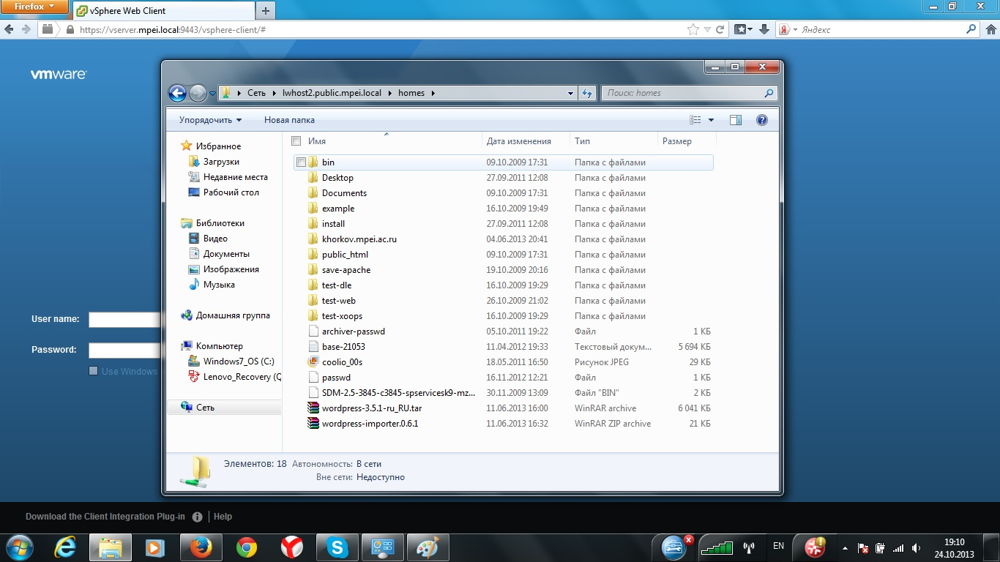 Firefox
vSphere Web Client
https://vserver.mpei.local:9443/vsphere-client/#
Яндекс
vmware
Сеть lwhost2.public.mpei.local homes
Поиск: homes
Упорядочить Новая папка
Имя Дата изменения Тип Размер
Избранное
Загрузки
Недавние места
Рабочий стол
Библиотеки
Видео
Документы
Изображения
Музыка
Домашняя группа
Компьютер
Windows7_OS (C:)
Lenovo_Recovery (Q
Сеть
bin 09.10.2009 17:31 Папка с файлами
Desktop 27.09.2011 12:08 Папка с файлами
Documents 09.10.2009 17:31 Папка с файлами
example 16.10.2009 19:49 Папка с файлами
install 27.09.2011 12:08 Папка с файлами
khorkov.mpei.ac.ru 04.06.2013 20:41 Папка с файлами
public_html 09.10.2009 17:31 Папка с файлами
save-apache 19.10.2009 20:16 Папка с файлами
test-dle 16.10.2009 19:29 Папка с файлами
test-web 26.10.2009 21:02 Папка с файлами
test-xoops 16.10.2009 19:29 Папка с файлами
archiver-passwd 05.10.2011 19:22 Файл 1 КБ
base-21053 11.04.2012 19:33 Текстовый докум... 5 694 КБ
coolio_00s 18.05.2011 16:50 Рисунок JPEG 29 КБ
passwd 16.11.2012 12:21 Файл 1 КБ
SDM-2.5-3845-c3845-spservicesk9-mz... 30.11.2009 13:09 Файл "BIN" 2 КБ
wordpress-3.5.1-ru_RU.tar 11.06.2013 16:00 WinRAR archive 6 041 КБ
wordpress-importer.0.6.1 11.06.2013 16:32 WinRAR ZIP archive 21 КБ
User name:
Password:
Use Windows
Элементов: 18 Автономность: В сети
Вне сети: Недоступно
Download the Client Integration Plug-in Help
EN
19:10
24.10.2013